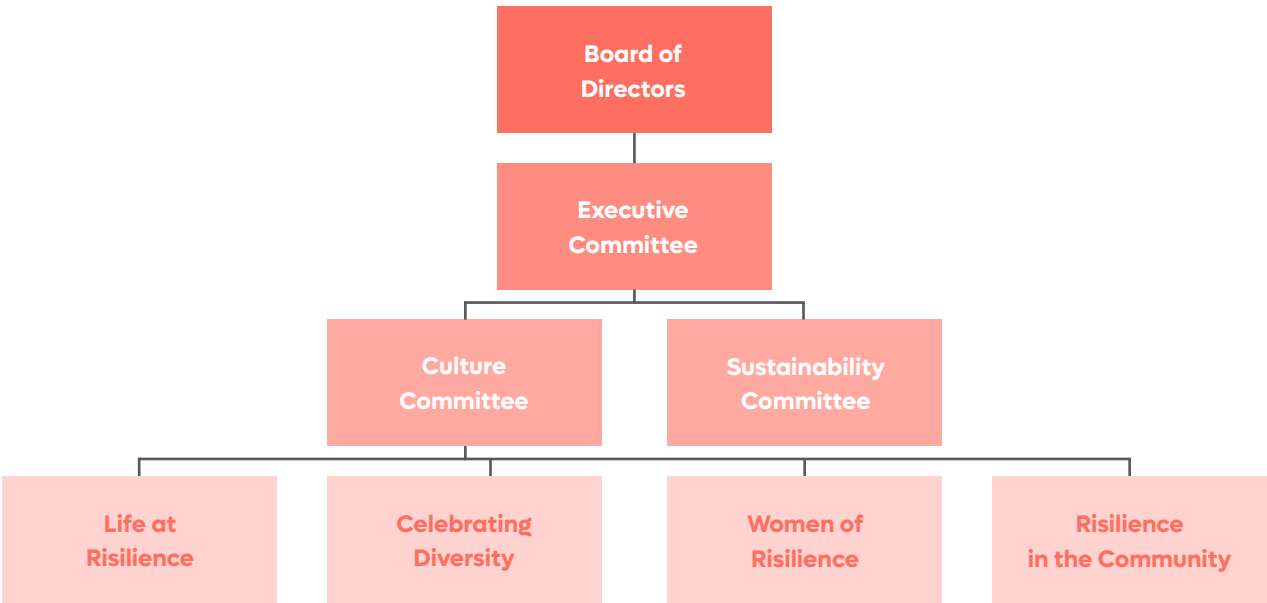 Board of
Directors
Executive
Committee
Culture
Committee
Sustainability
Committee
Life at
Risilience
Celebrating
Diversity
Women of
Risilience
Risilience
in the Community